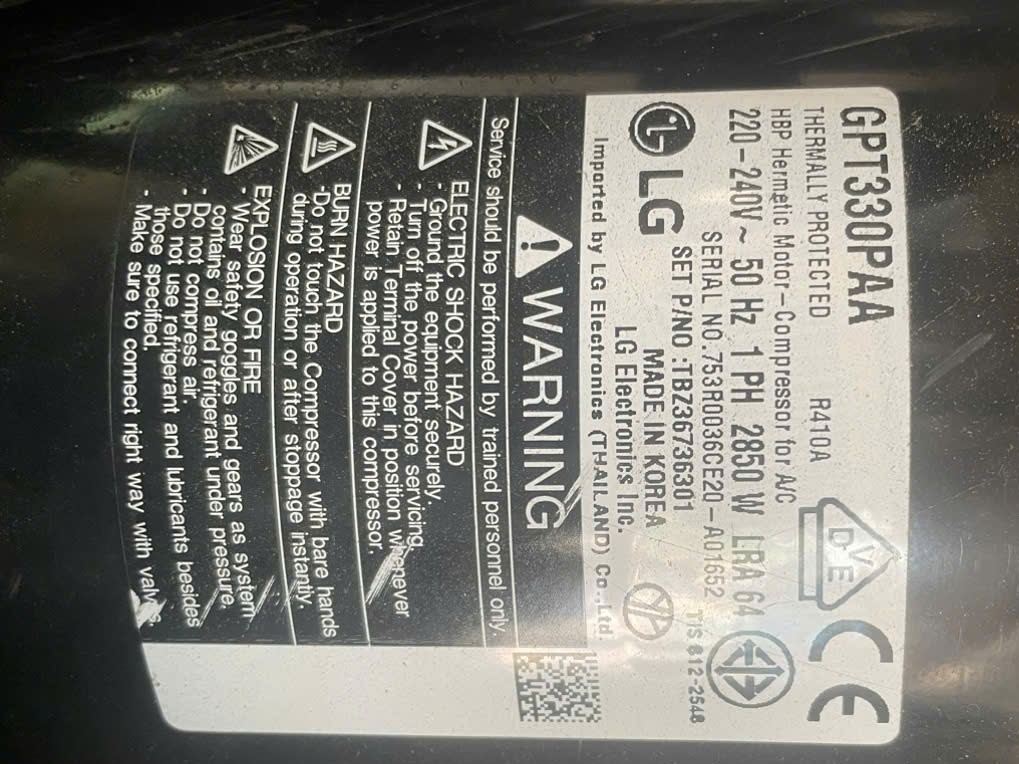 GPT330PAA
THERMALLY PROTECTED R410A
HBP Hermetic Motor-Compressor for A/C
220-240V~ 50 Hz 1 PH 2850 W LRA 64
SERIAL NO.753R0036CE20-A01652
TIS 812-2548
SET P/NO :TBZ36736301
MADE IN KOREA
LG
LG Electronics Inc.
Imported by LG Electronics (THAILAND) Co.,Ltd.
DVE
CE
WARNING
Service should be performed by trained personnel only.
ELECTRIC SHOCK HAZARD
- Ground the equipment securely.
- Turn off the power before servicing.
- Retain Terminal Cover in position whenever
power is applied to this compressor.
BURN HAZARD
-Do not touch the Compressor with bare hands
during operation or after stoppage instantly.
EXPLOSION OR FIRE
- Wear safety goggles and gears as system
contains oil and refrigerant under pressure.
- Do not compress air.
- Do not use refrigerant and lubricants besides
those specified.
- Make sure to connect right way with valves.